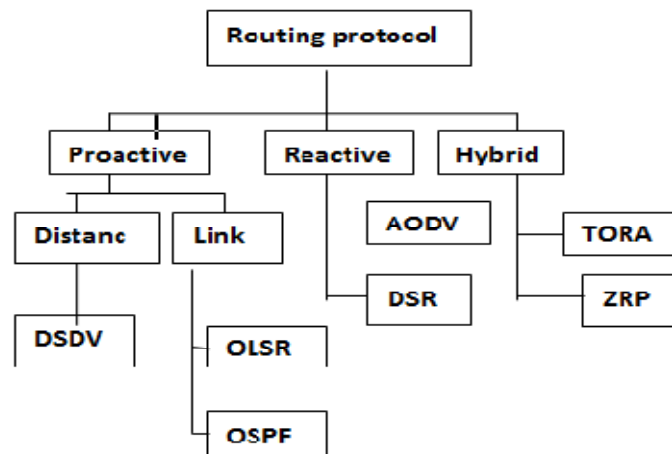 Routing protocol
Proactive
Reactive
Hybrid
Distanc
Link
AODV
TORA
DSR
ZRP
DSDV
OLSR
OSPF